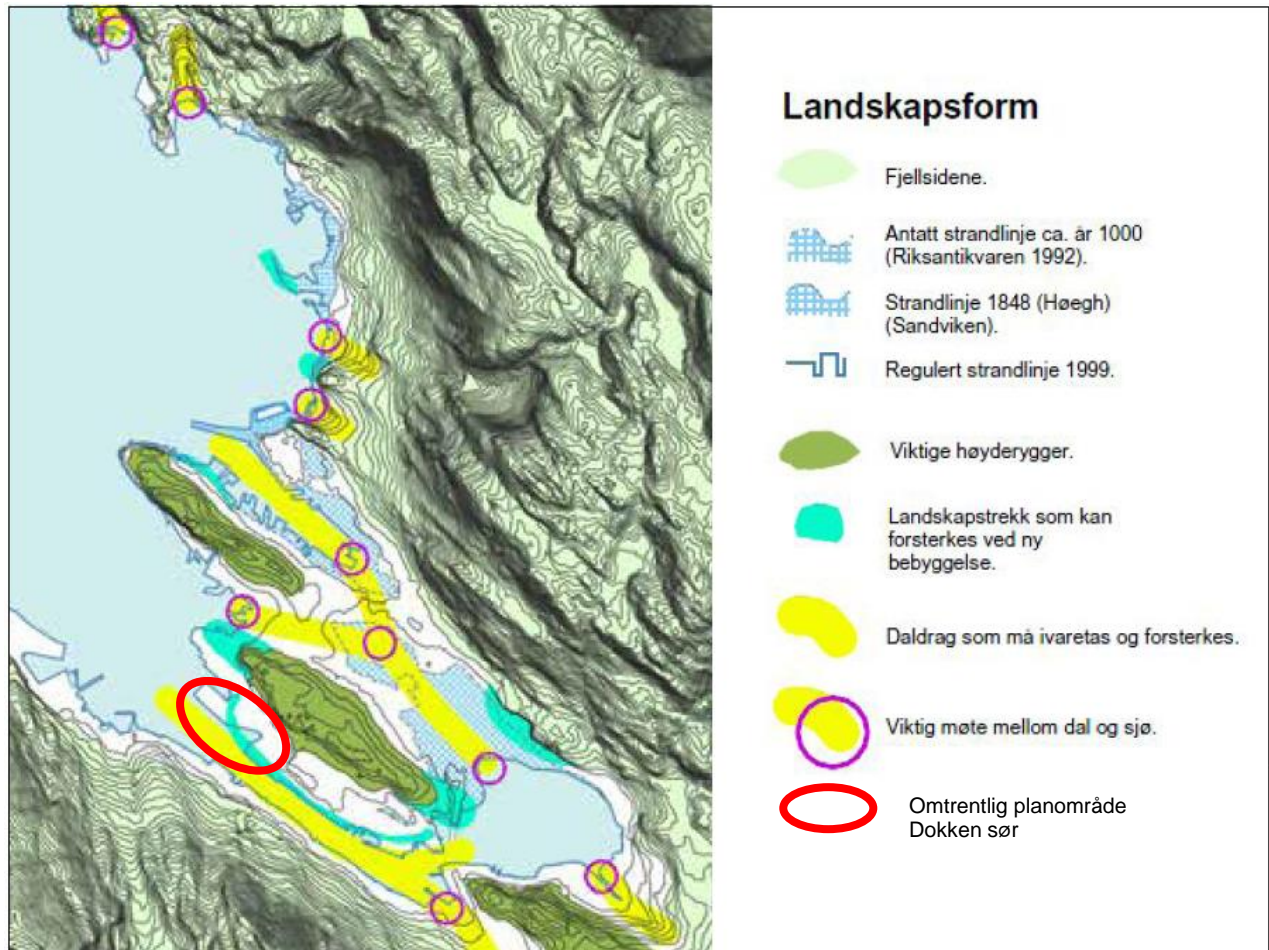 Landskapsform
Fjellsidene.
Antatt strandlinje ca. år 1000
(Riksantikvaren 1992).
Strandlinje 1848 (Høegh)
(Sandviken).
Regulert strandlinje 1999.
Viktige høyderygger.
Landskapstrekk som kan
forsterkes ved ny
bebyggelse.
Daldrag som må ivaretas og forsterkes.
Viktig møte mellom dal og sjø.
Omtrentlig planområde
Dokken sør